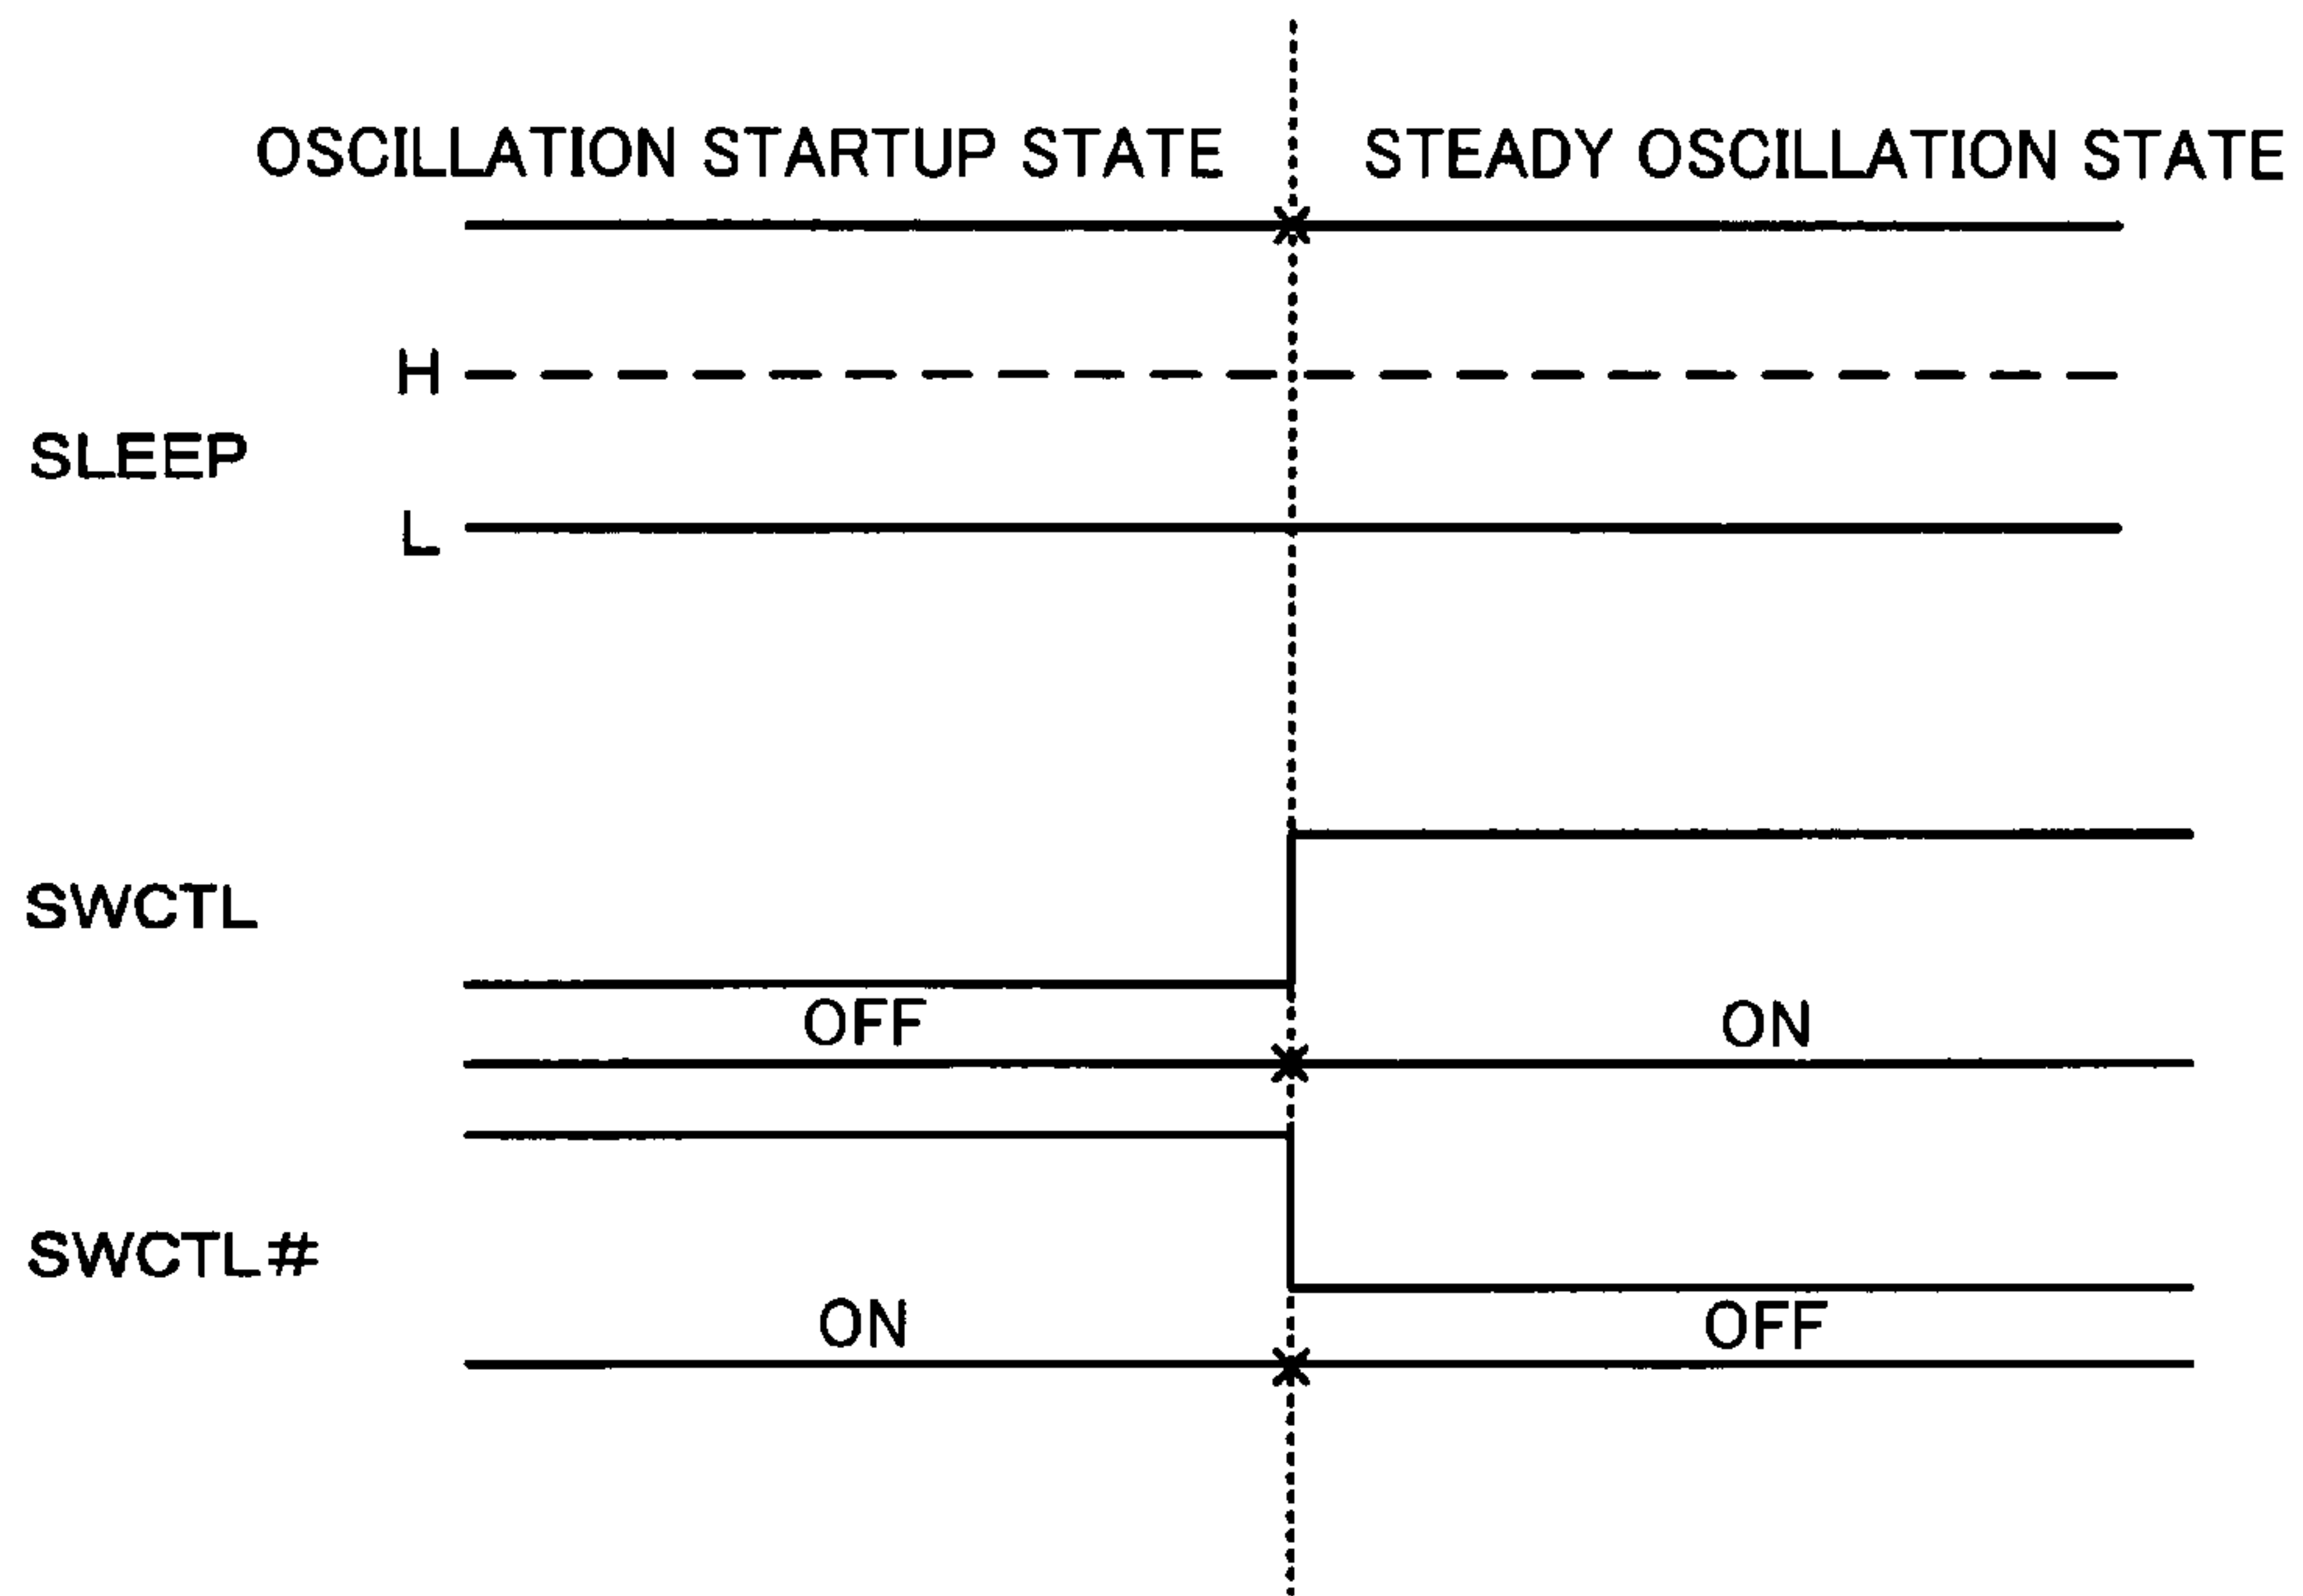 OSCILLATION STARTUP STATE STEADY OSCILLATION STATE
H
SLEEP
L
SWCTL
OFF ON
SWCTL#
ON OFF